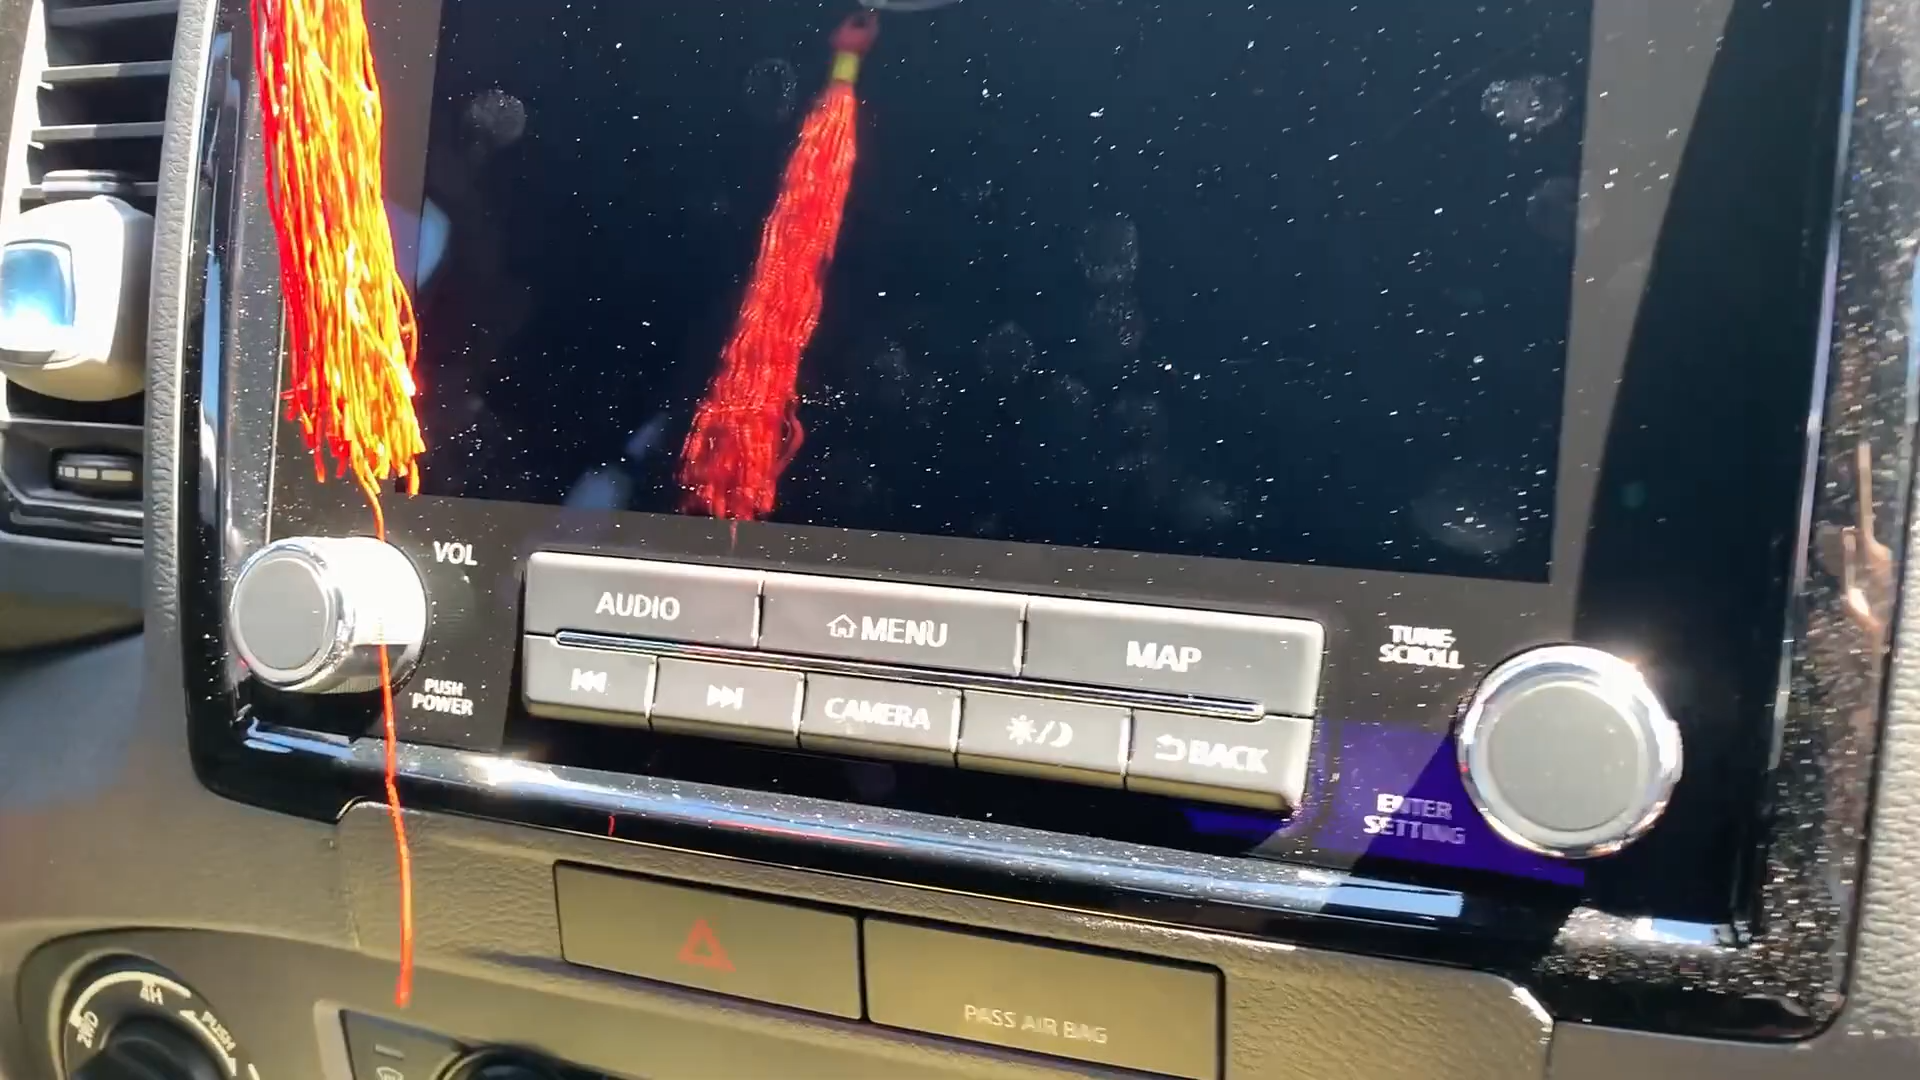 VOL
PUSH
POWER
AUDIO
MENU
MAP
CAMERA
BACK
TUNE-
SCROLL
ENTER
SETTING
PASS AIR BAG
2WD
4H
PUSH